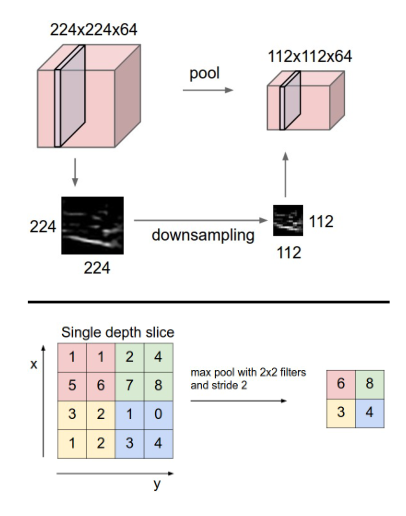 224x224x64
pool
112x112x64
224
224
downsampling
112
112
Single depth slice
x
1 1 2 4
5 6 7 8
3 2 1 0
1 2 3 4
y
max pool with 2x2 filters
and stride 2
6 8
3 4